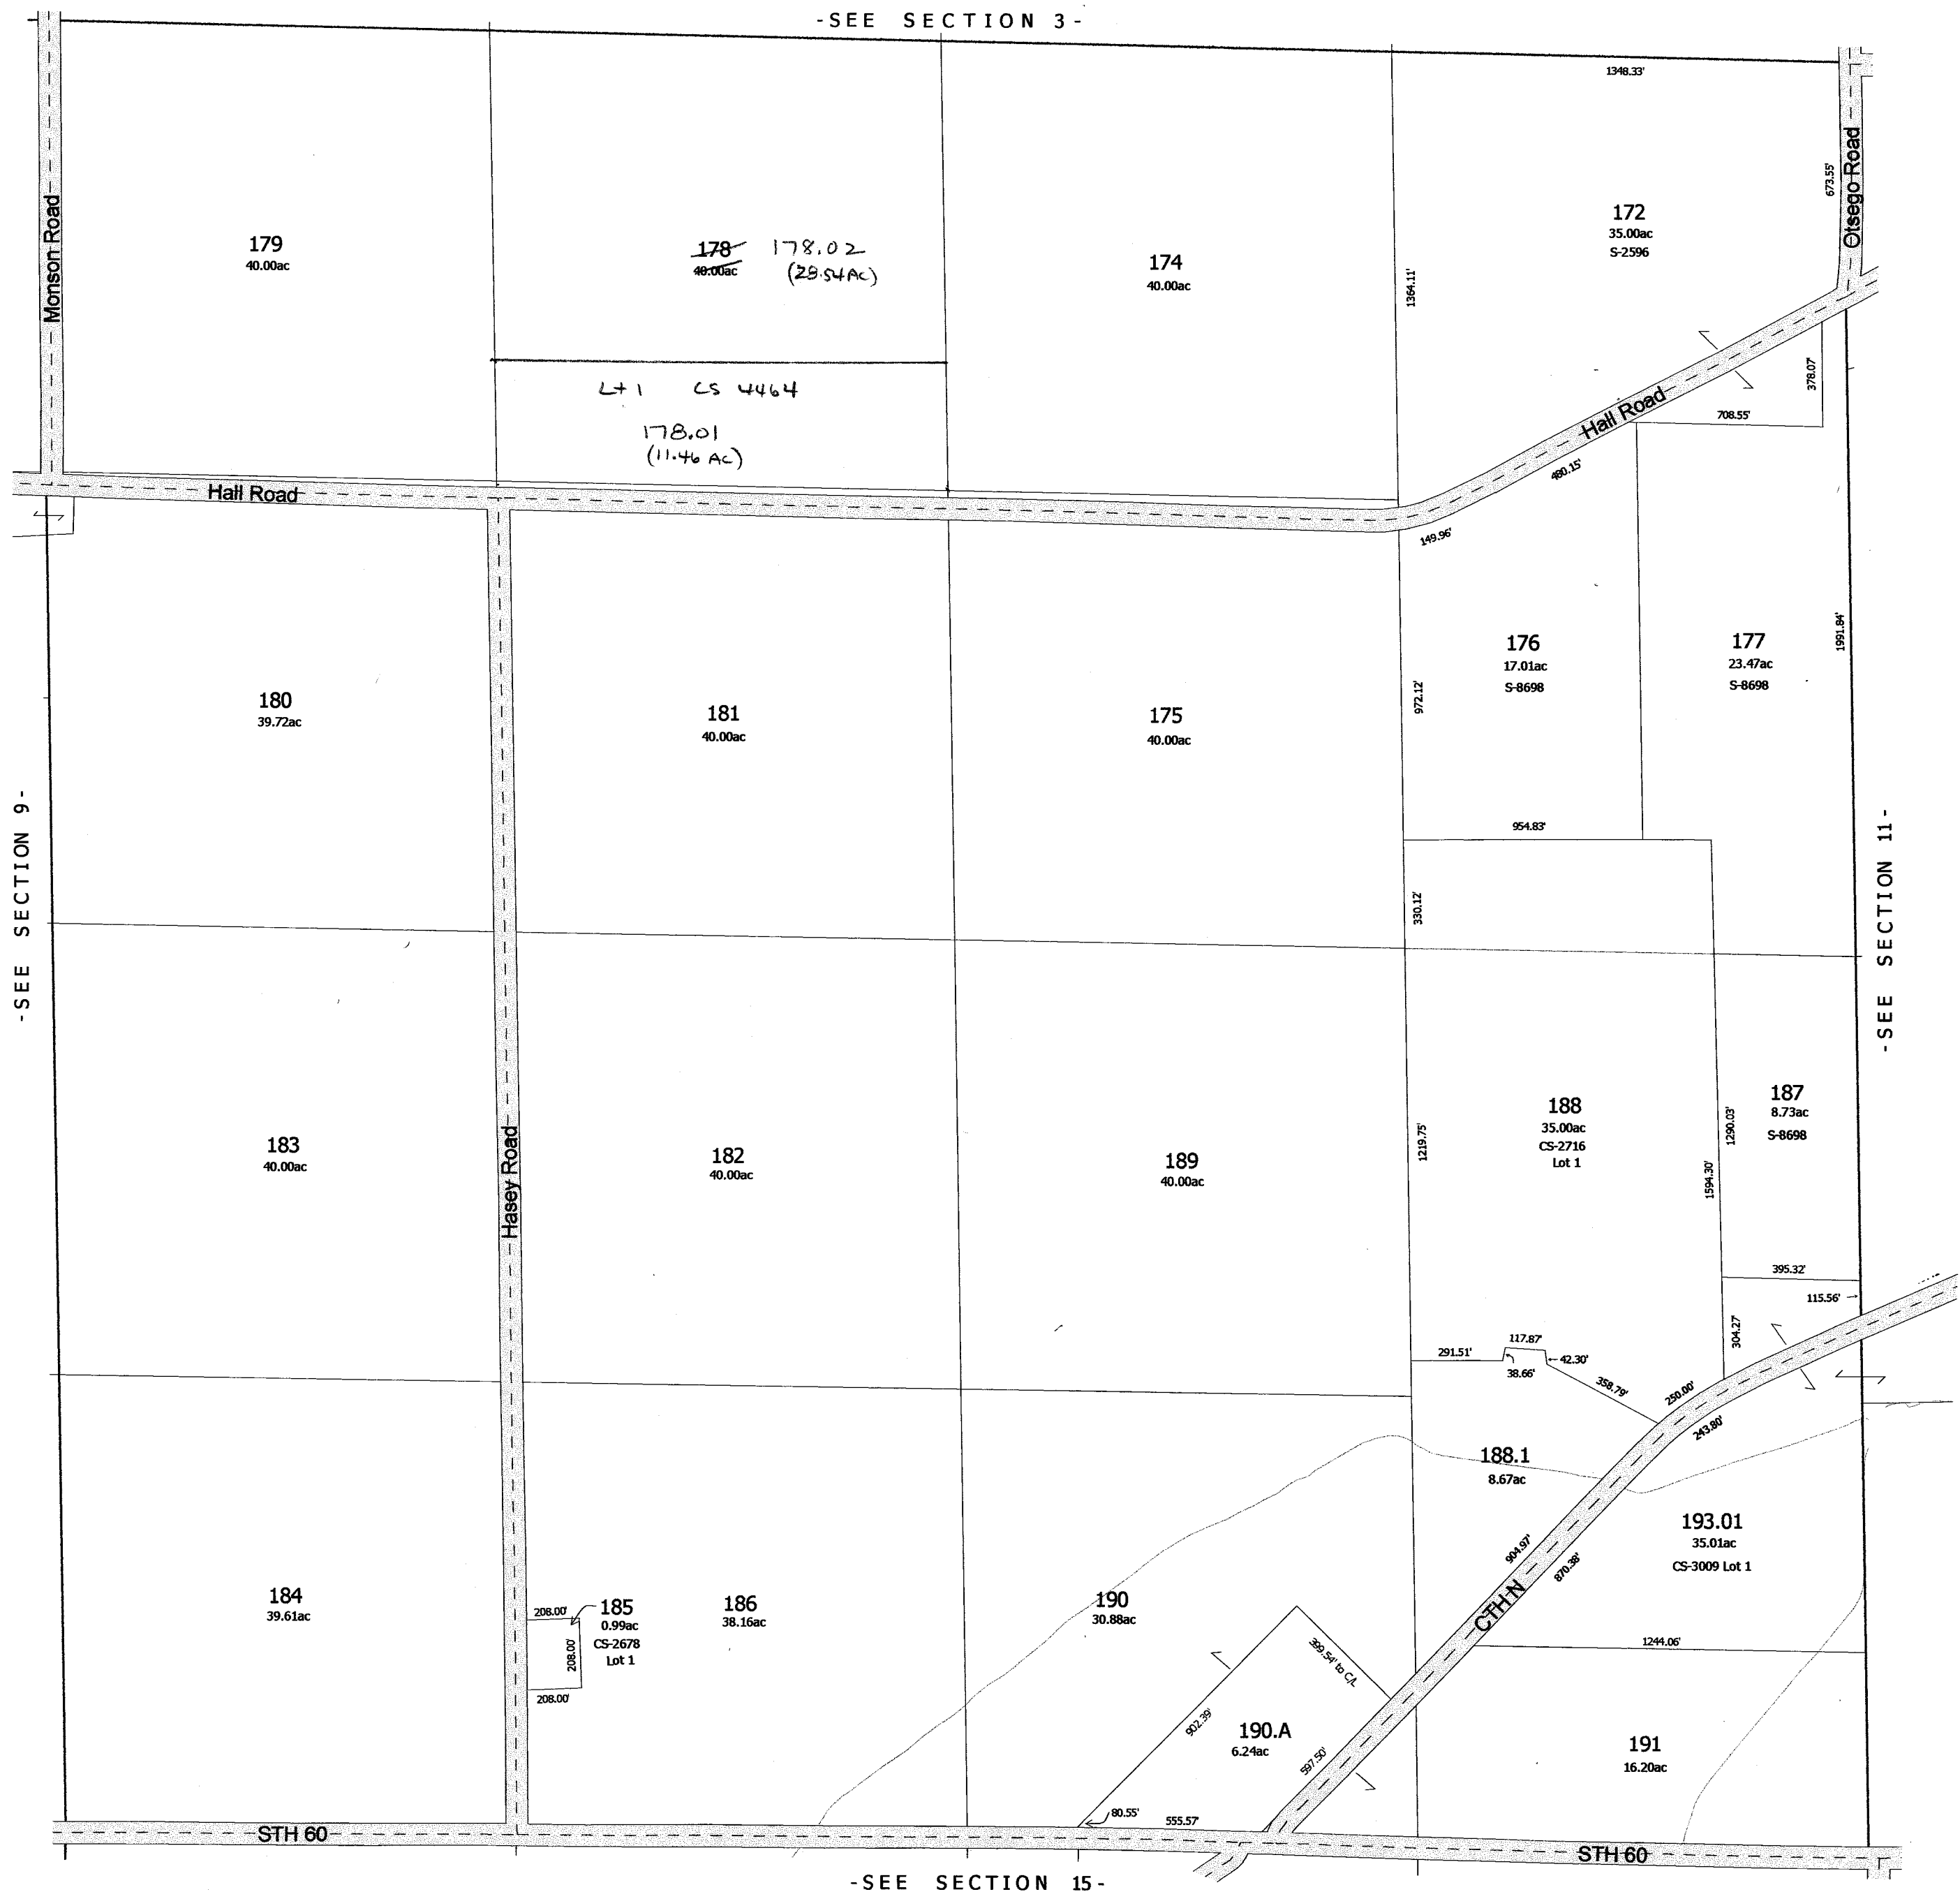 -SEE SECTION 3-
1348.33'
Monson Road
Otsego Road
673.55'
179
40.00ac
178
40.00ac
178.02
(28.54 AC)
174
40.00ac
1364.11'
172
35.00ac
S-2596
Lt 1 CS 4464
178.01
(11.46 AC)
378.07'
708.55'
Hall Road
480.15'
Hall Road
149.96'
180
39.72ac
181
40.00ac
175
40.00ac
972.12'
176
17.01ac
S-8698
177
23.47ac
S-8698
1991.84'
954.83'
330.12'
-SEE SECTION 9-
-SEE SECTION 11-
183
40.00ac
Hasey Road
182
40.00ac
189
40.00ac
1219.75'
188
35.00ac
CS-2716
Lot 1
1290.03'
1594.30'
187
8.73ac
S-8698
395.32'
115.56'
304.27'
291.51'
117.87'
38.66'
42.30'
358.79'
250.00'
243.80'
188.1
8.67ac
193.01
35.01ac
CS-3009 Lot 1
904.97'
870.38'
CTH N
1244.06'
184
39.61ac
208.00'
208.00'
208.00'
185
0.99ac
CS-2678
Lot 1
186
38.16ac
190
30.88ac
399.54' to C/L
902.39'
190.A
6.24ac
597.50'
191
16.20ac
80.55'
555.57'
STH 60
STH 60
-SEE SECTION 15-